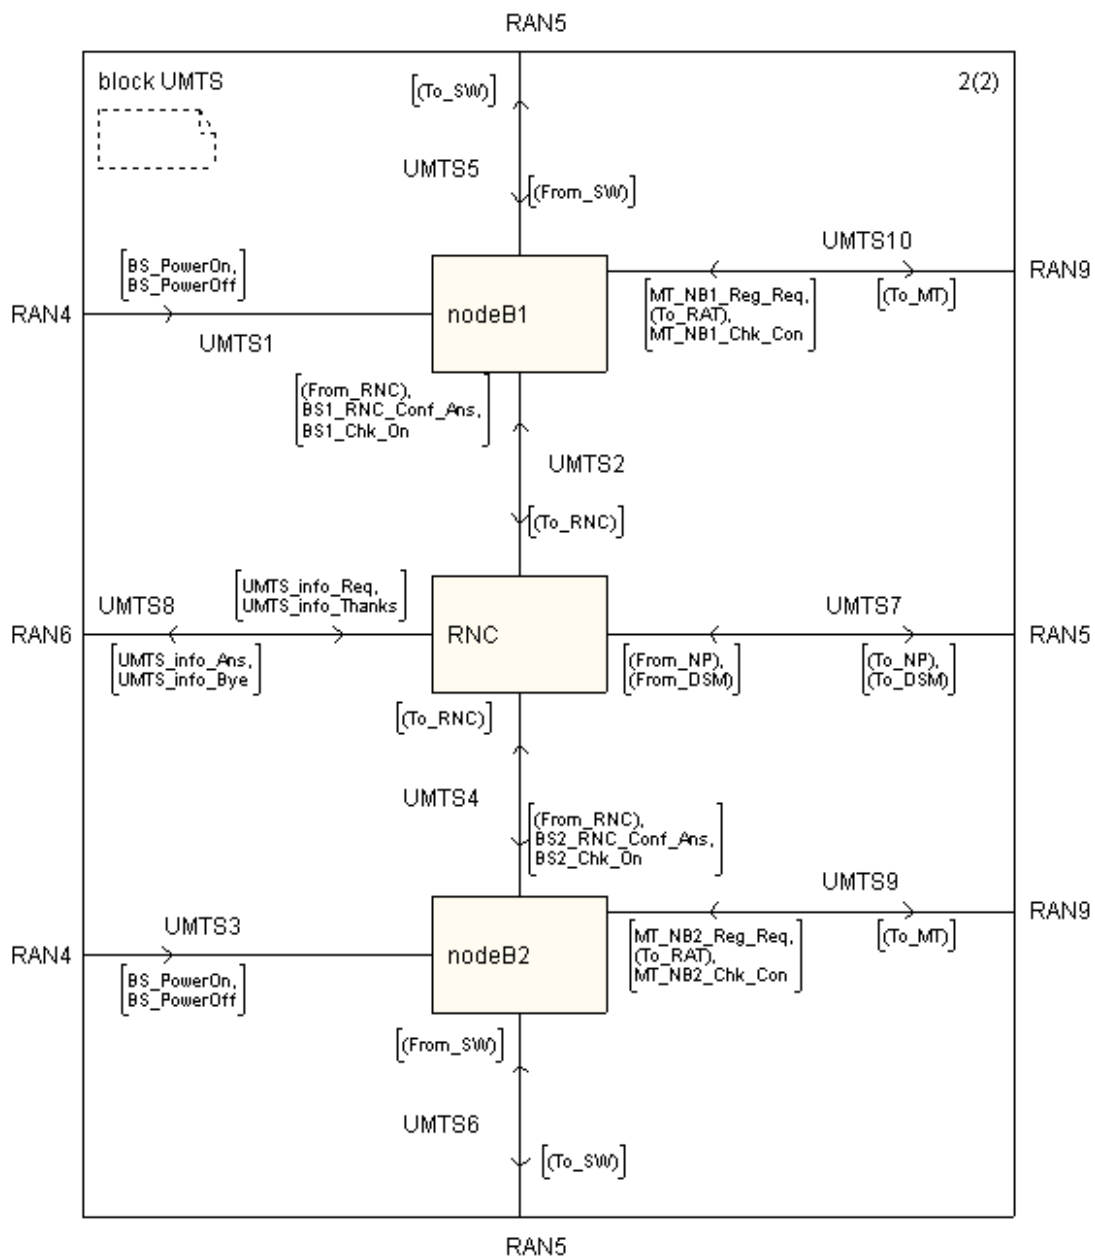 RAN5
block UMTS
[(To_SW)]
2(2)
UMTS5
[(From_SW)]
UMTS10
[BS_PowerOn,
BS_PowerOff]
RAN9
[MT_NB1_Reg_Req,
(To_RAT),
MT_NB1_Chk_Con]
[(To_MT)]
RAN4
nodeB1
UMTS1
[(From_RNC),
BS1_RNC_Conf_Ans,
BS1_Chk_On]
UMTS2
[(To_RNC)]
UMTS8
[UMTS_info_Req,
UMTS_info_Thanks]
UMTS7
RAN6
RNC
RAN5
[UMTS_info_Ans,
UMTS_info_Bye]
[(From_NP),
(From_DSM)]
[(To_NP),
(To_DSM)]
[(To_RNC)]
UMTS4
[(From_RNC),
BS2_RNC_Conf_Ans,
BS2_Chk_On]
UMTS9
UMTS3
RAN9
[MT_NB2_Reg_Req,
(To_RAT),
MT_NB2_Chk_Con]
[(To_MT)]
RAN4
nodeB2
[BS_PowerOn,
BS_PowerOff]
[(From_SW)]
UMTS6
[(To_SW)]
RAN5